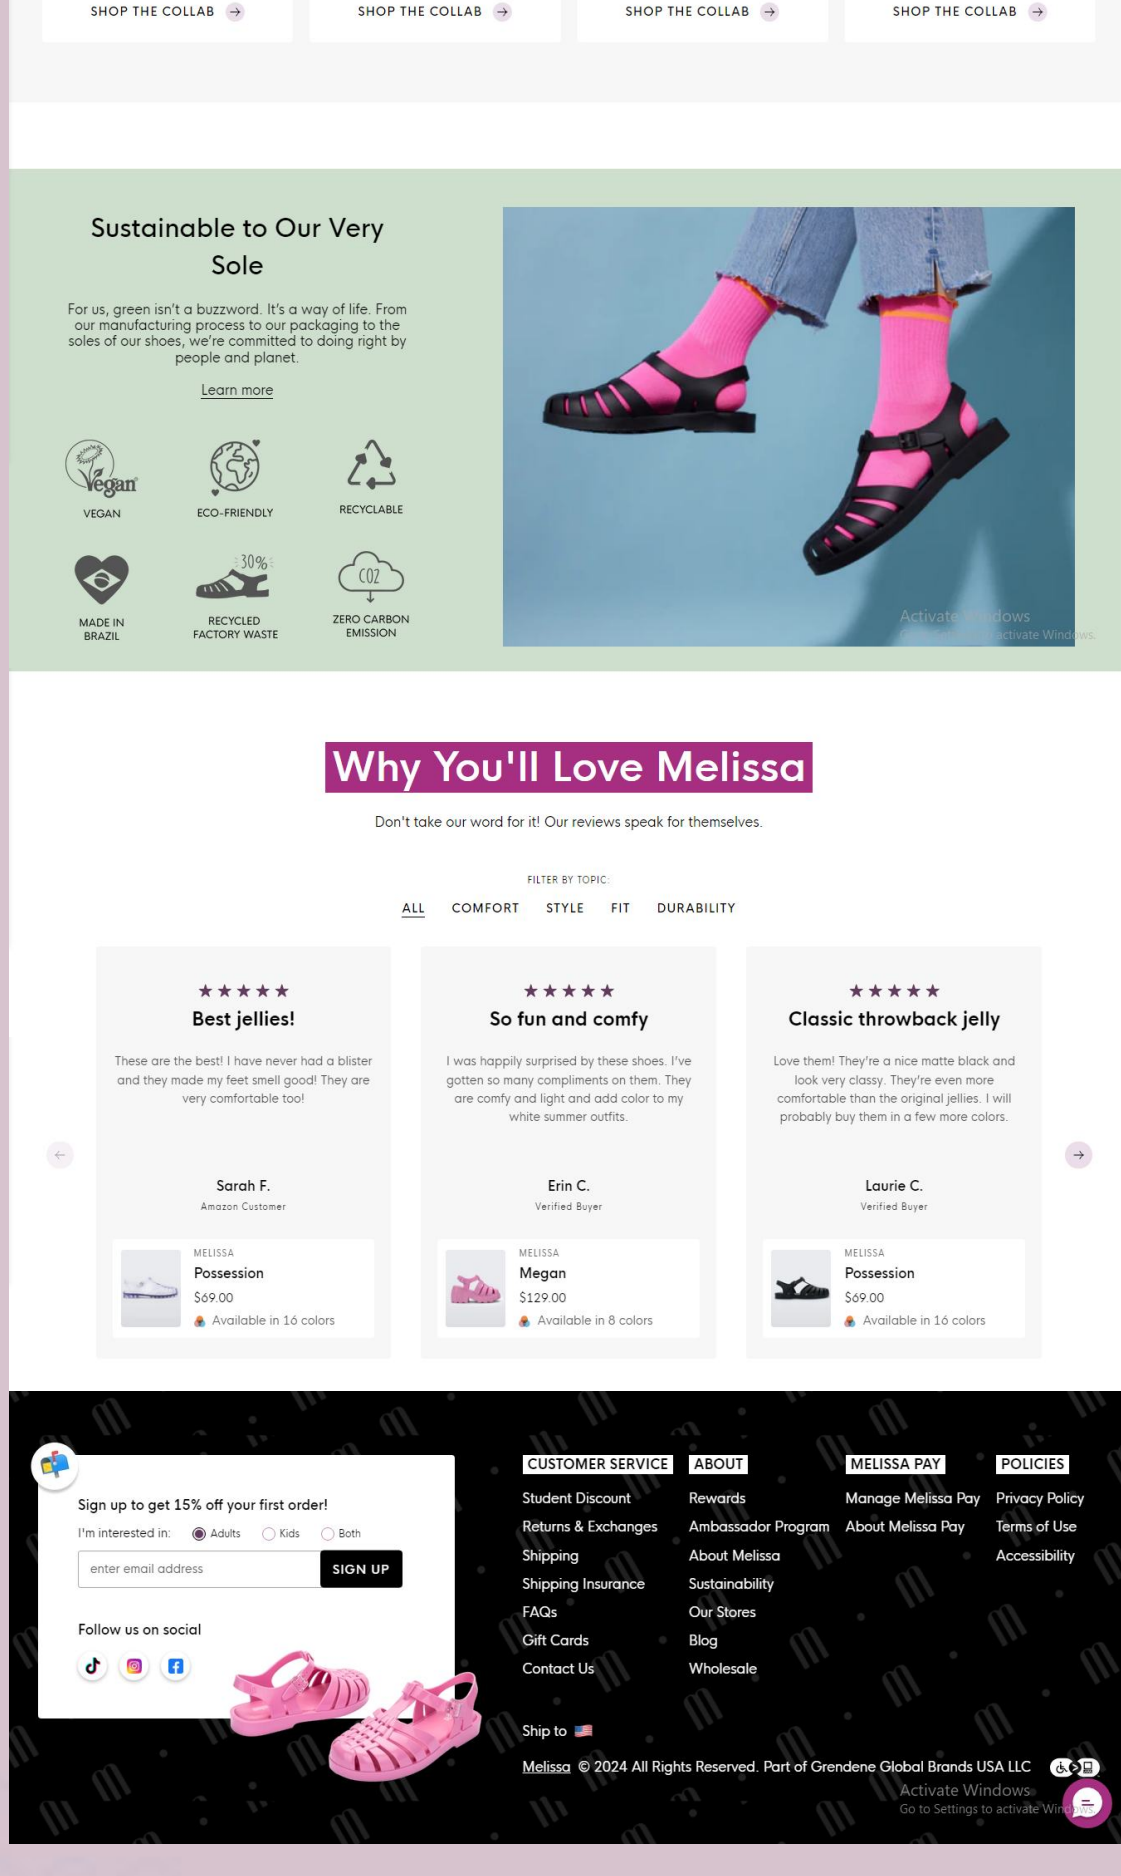 SHOP THE COLLAB → SHOP THE COLLAB → SHOP THE COLLAB → SHOP THE COLLAB →
Sustainable to Our Very
Sole
For us, green isn't a buzzword. It's a way of life. From
our manufacturing process to our packaging to the
soles of our shoes, we're committed to doing right by
people and planet.
Learn more
Vegan
VEGAN
ECO-FRIENDLY
RECYCLABLE
MADE IN
BRAZIL
30%
RECYCLED
FACTORY WASTE
CO2
ZERO CARBON
EMISSION
Activate Windows
to activate Windows.
Why You'll Love Melissa
Don't take our word for it! Our reviews speak for themselves.
FILTER BY TOPIC:
ALL COMFORT STYLE FIT DURABILITY
★★★★★
Best jellies!
These are the best! I have never had a blister
and they made my feet smell good! They are
very comfortable too!
Sarah F.
Amazon Customer
MELISSA
Possession
$69.00
Available in 16 colors
★★★★★
So fun and comfy
I was happily surprised by these shoes. I've
gotten so many compliments on them. They
are comfy and light and add color to my
white summer outfits.
Erin C.
Verified Buyer
MELISSA
Megan
$129.00
Available in 8 colors
★★★★★
Classic throwback jelly
Love them! They're a nice matte black and
look very classy. They're even more
comfortable than the original jellies. I will
probably buy them in a few more colors.
Laurie C.
Verified Buyer
MELISSA
Possession
$69.00
Available in 16 colors
Sign up to get 15% off your first order!
I'm interested in: Adults Kids Both
enter email address SIGN UP
Follow us on social
CUSTOMER SERVICE
Student Discount
Returns & Exchanges
Shipping
Shipping Insurance
FAQs
Gift Cards
Contact Us
ABOUT
Rewards
Ambassador Program
About Melissa
Sustainability
Our Stores
Blog
Wholesale
MELISSA PAY
Manage Melissa Pay
About Melissa Pay
POLICIES
Privacy Policy
Terms of Use
Accessibility
Ship to
Melissa © 2024 All Rights Reserved. Part of Grendene Global Brands USA LLC
Activate Windows
Go to Settings to activate Windows.